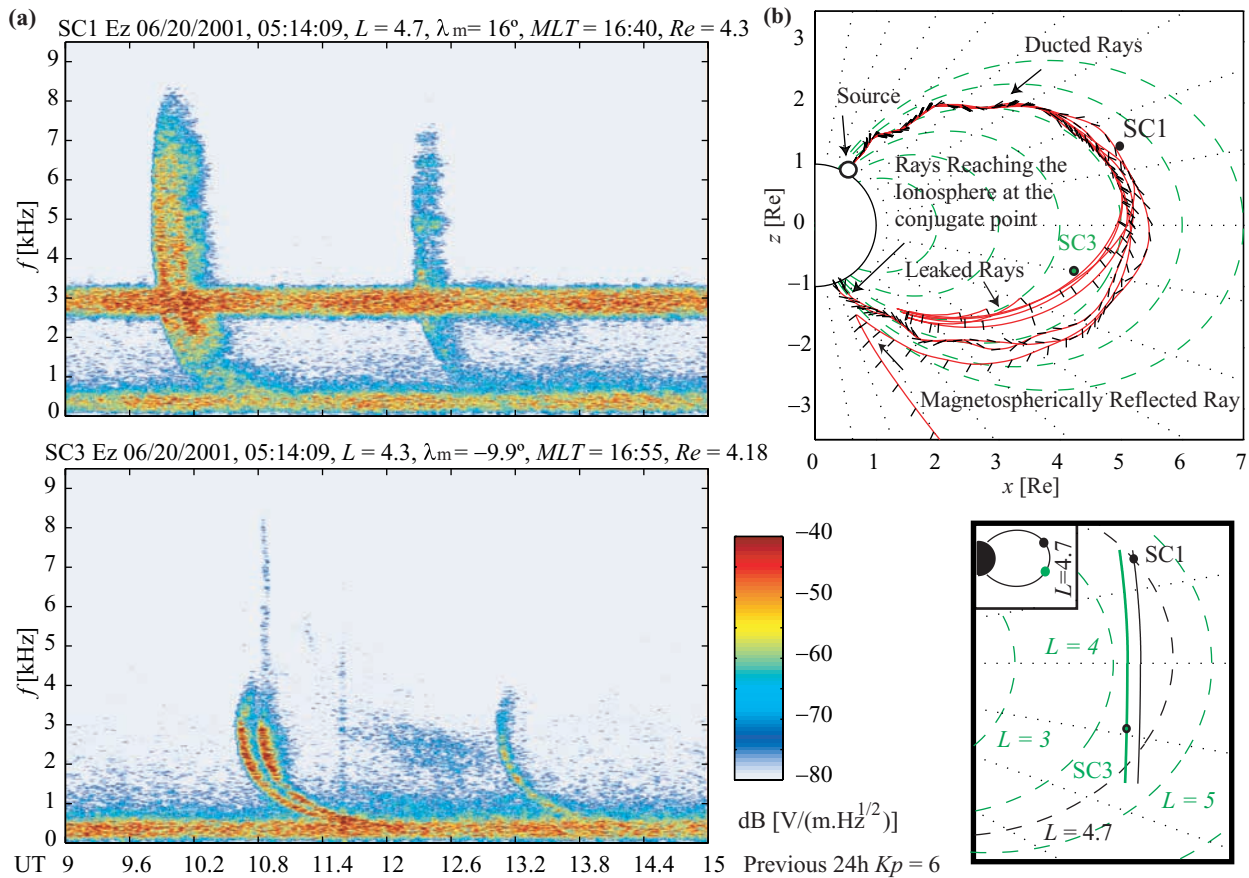 (a)
SC1 Ez 06/20/2001, 05:14:09, L = 4.7, λm = 16º, MLT = 16:40, Re = 4.3
f [kHz]
9
8
7
6
5
4
3
2
1
0
SC3 Ez 06/20/2001, 05:14:09, L = 4.3, λm = –9.9º, MLT = 16:55, Re = 4.18
f [kHz]
9
8
7
6
5
4
3
2
1
0
UT 9 9.6 10.2 10.8 11.4 12 12.6 13.2 13.8 14.4 15
–40
–50
–60
–70
–80
dB [V/(m.Hz1/2)]
Previous 24h Kp = 6
(b)
z [Re]
3
2
1
0
–1
–2
–3
Ducted Rays
Source
SC1
Rays Reaching the
Ionosphere at the
conjugate point
SC3
Leaked Rays
Magnetospherically Reflected Ray
0 1 2 3 4 5 6 7
x [Re]
L=4.7
SC1
L = 4
L = 3
SC3
L = 5
L = 4.7